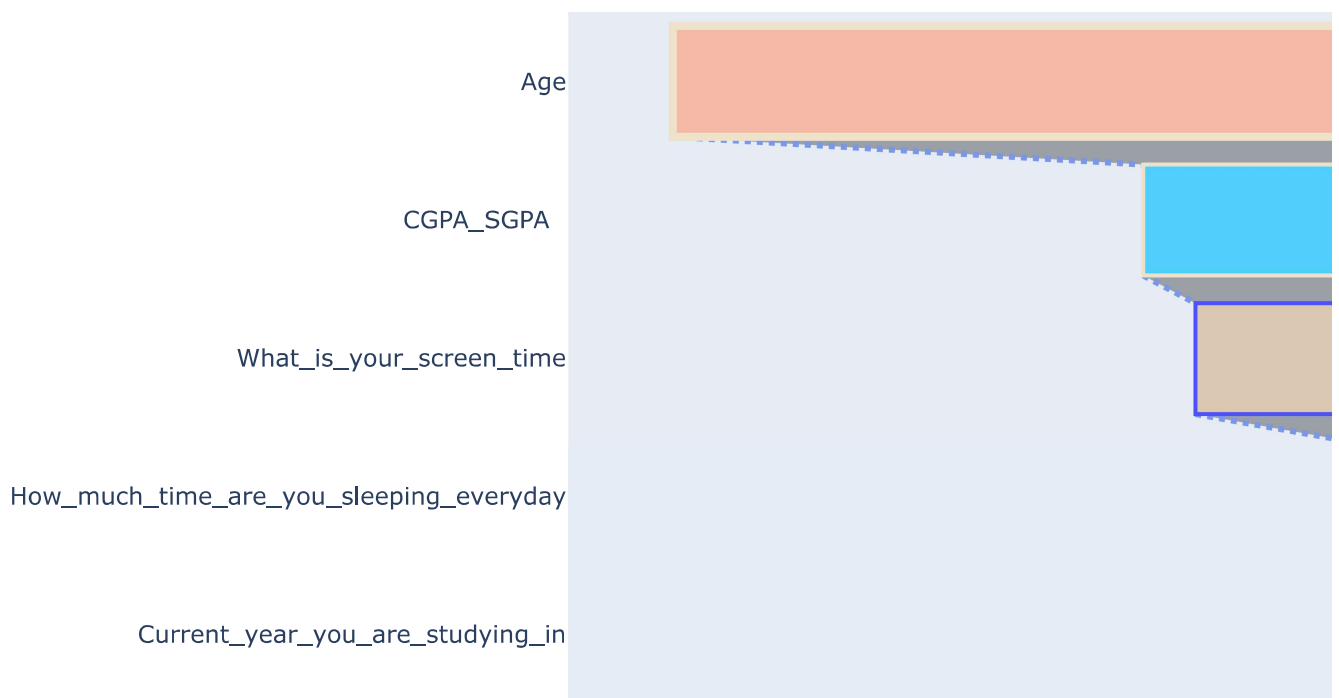 Age
CGPA_SGPA
What_is_your_screen_time
How_much_time_are_you_sleeping_everyday
Current_year_you_are_studying_in